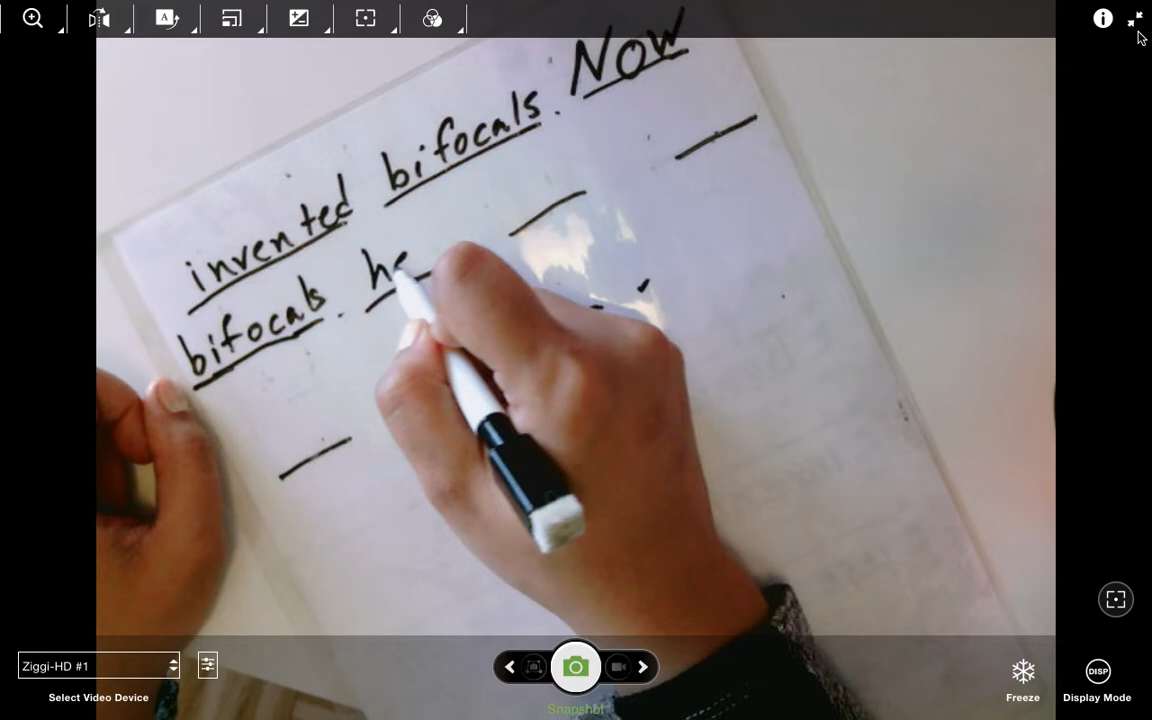 invented bifocals. Now
bifocals. he
Ziggi-HD #1
Select Video Device
Snapshot
Freeze
DISP
Display Mode